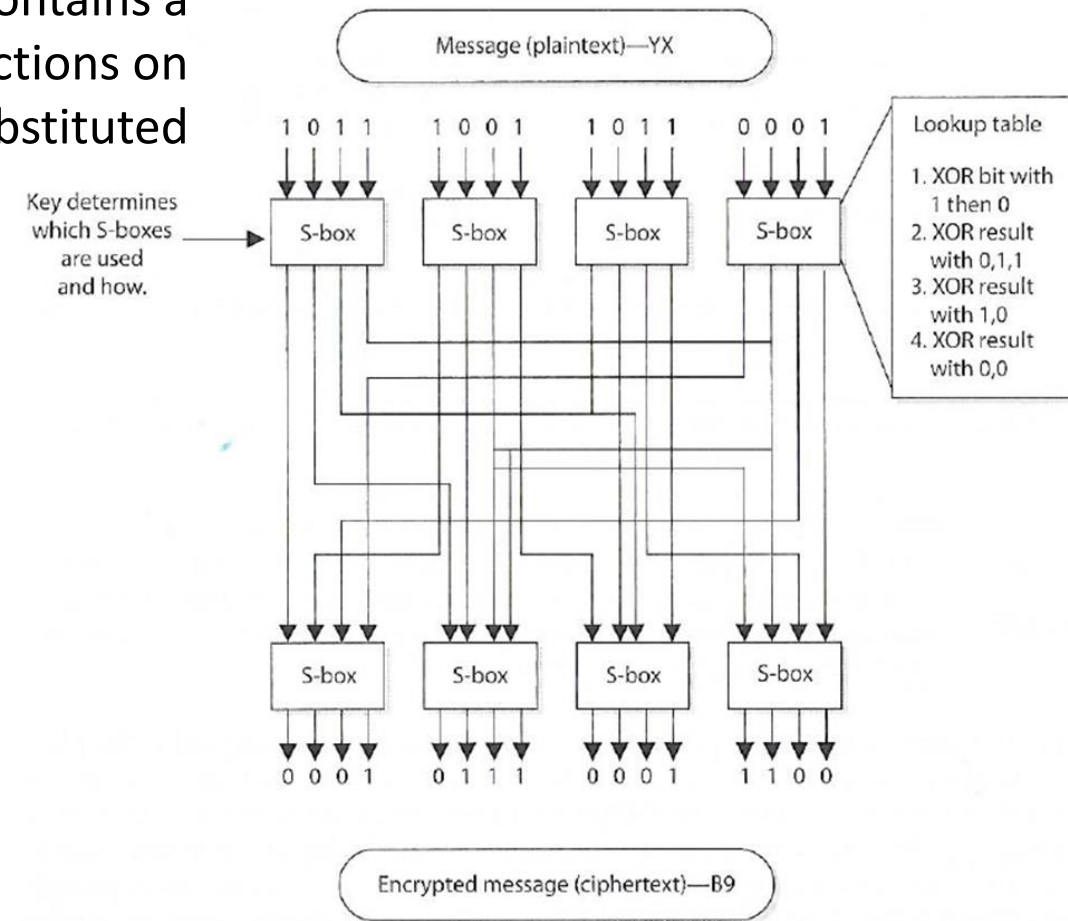 ontains a
ctions on
bstituted
Message (plaintext)—YX
1 0 1 1 1 0 0 1 1 0 1 1 0 0 0 1
Lookup table
1. XOR bit with
1 then 0
2. XOR result
with 0,1,1
3. XOR result
with 1,0
4. XOR result
with 0,0
Key determines
which S-boxes
are used
and how.
S-box S-box S-box S-box
S-box S-box S-box S-box
0 0 0 1 0 1 1 1 0 0 0 1 1 1 0 0
Encrypted message (ciphertext)—B9